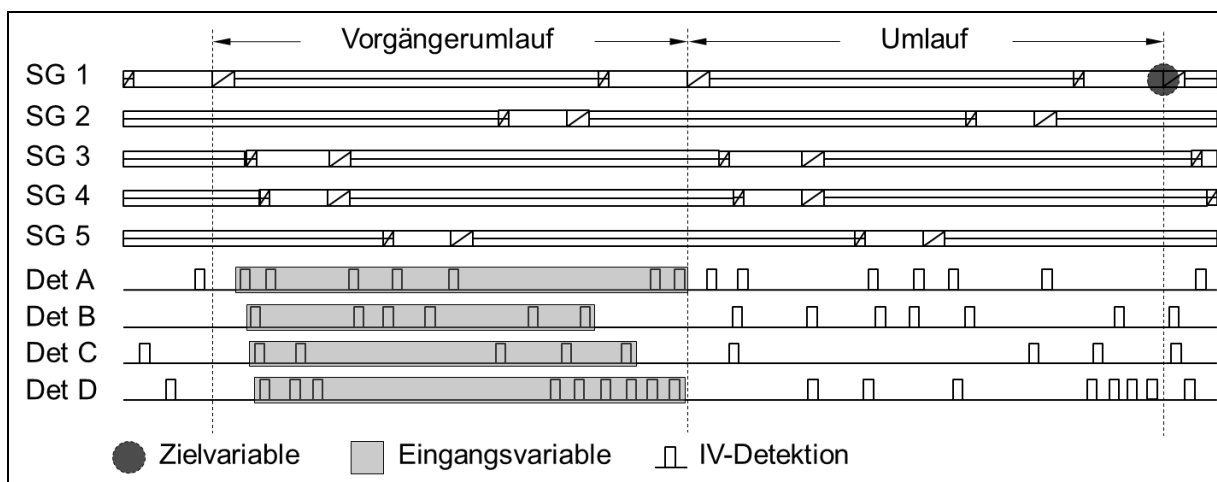 Vorgängerumlauf Umlauf
SG 1
SG 2
SG 3
SG 4
SG 5
Det A
Det B
Det C
Det D
Zielvariable Eingangsvariable IV-Detektion